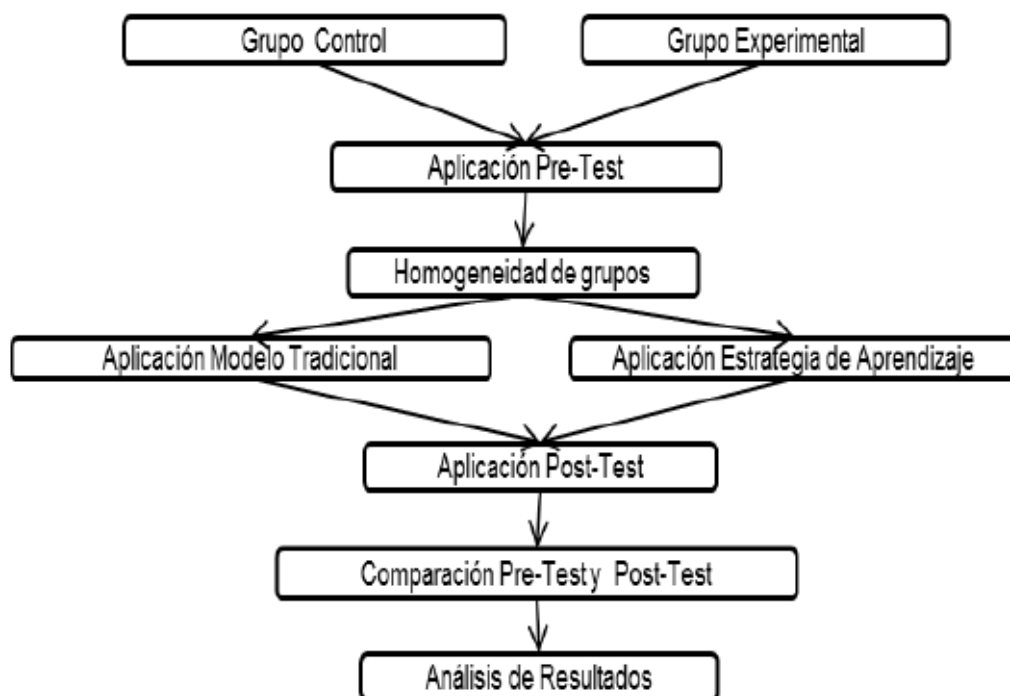 Grupo Control
Grupo Experimental
Aplicación Pre-Test
Homogeneidad de grupos
Aplicación Modelo Tradicional
Aplicación Estrategia de Aprendizaje
Aplicación Post-Test
Comparación Pre-Test y Post-Test
Análisis de Resultados